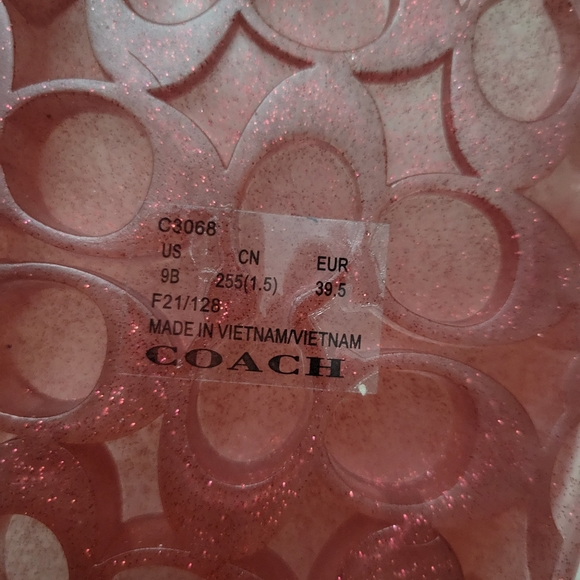 C3068
US CN EUR
9B 255(1.5) 39.5
F21/128
MADE IN VIETNAM/VIETNAM
COACH